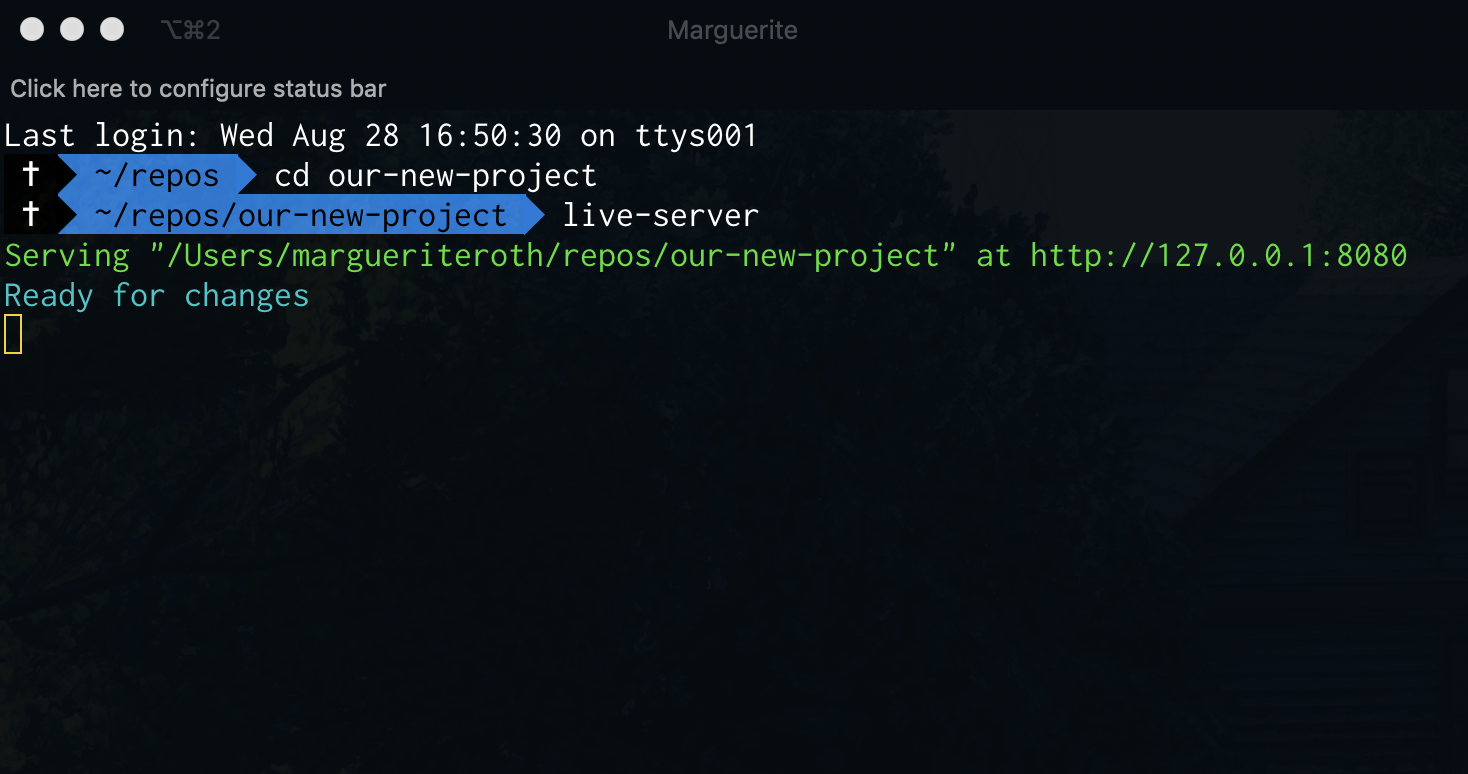 ⌥⌘2
Marguerite
Click here to configure status bar
Last login: Wed Aug 28 16:50:30 on ttys001
† ~/repos cd our-new-project
† ~/repos/our-new-project live-server
Serving "/Users/margueriteroth/repos/our-new-project" at http://127.0.0.1:8080
Ready for changes